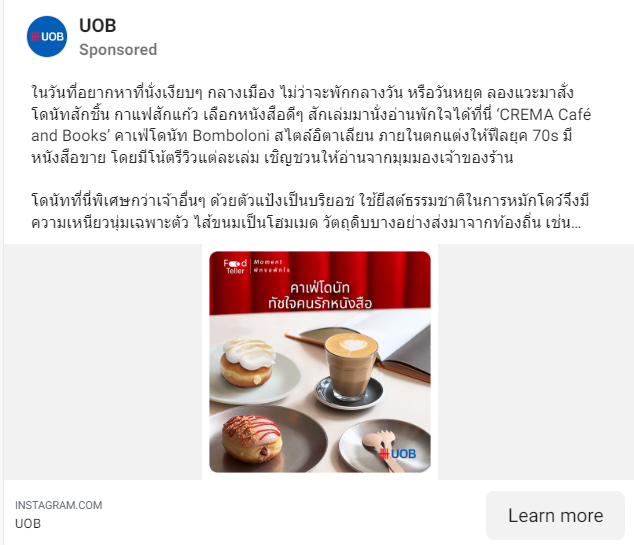 UOB
UOB
Sponsored
ในวันที่อยากหาที่นั่งเงียบๆ กลางเมือง ไม่ว่าจะพักกลางวัน หรือวันหยุด ลองแวะมาสั่ง
โดนัทสักชิ้น กาแฟสักแก้ว เลือกหนังสือดีๆ สักเล่มมานั่งอ่านพักใจได้ที่นี่ ‘CREMA Café
and Books’ คาเฟ่โดนัท Bomboloni สไตล์อิตาเลียน ภายในตกแต่งให้ฟีลยุค 70s มี
หนังสือขาย โดยมีโน้ตรีวิวแต่ละเล่ม เชิญชวนให้อ่านจากมุมมองเจ้าของร้าน
โดนัทที่นี่พิเศษกว่าเจ้าอื่นๆ ด้วยตัวแป้งเป็นบริยอช ใช้ยีสต์ธรรมชาติในการหมักโดว์จึงมี
ความเหนียวนุ่มเฉพาะตัว ไส้ขนมเป็นโฮมเมด วัตถุดิบบางอย่างส่งมาจากท้องถิ่น เช่น...
Food Teller
Moment
พักรอพักใจ
คาเฟ่โดนัท
ทัชใจคนรักหนังสือ
UOB
INSTAGRAM.COM
UOB
Learn more